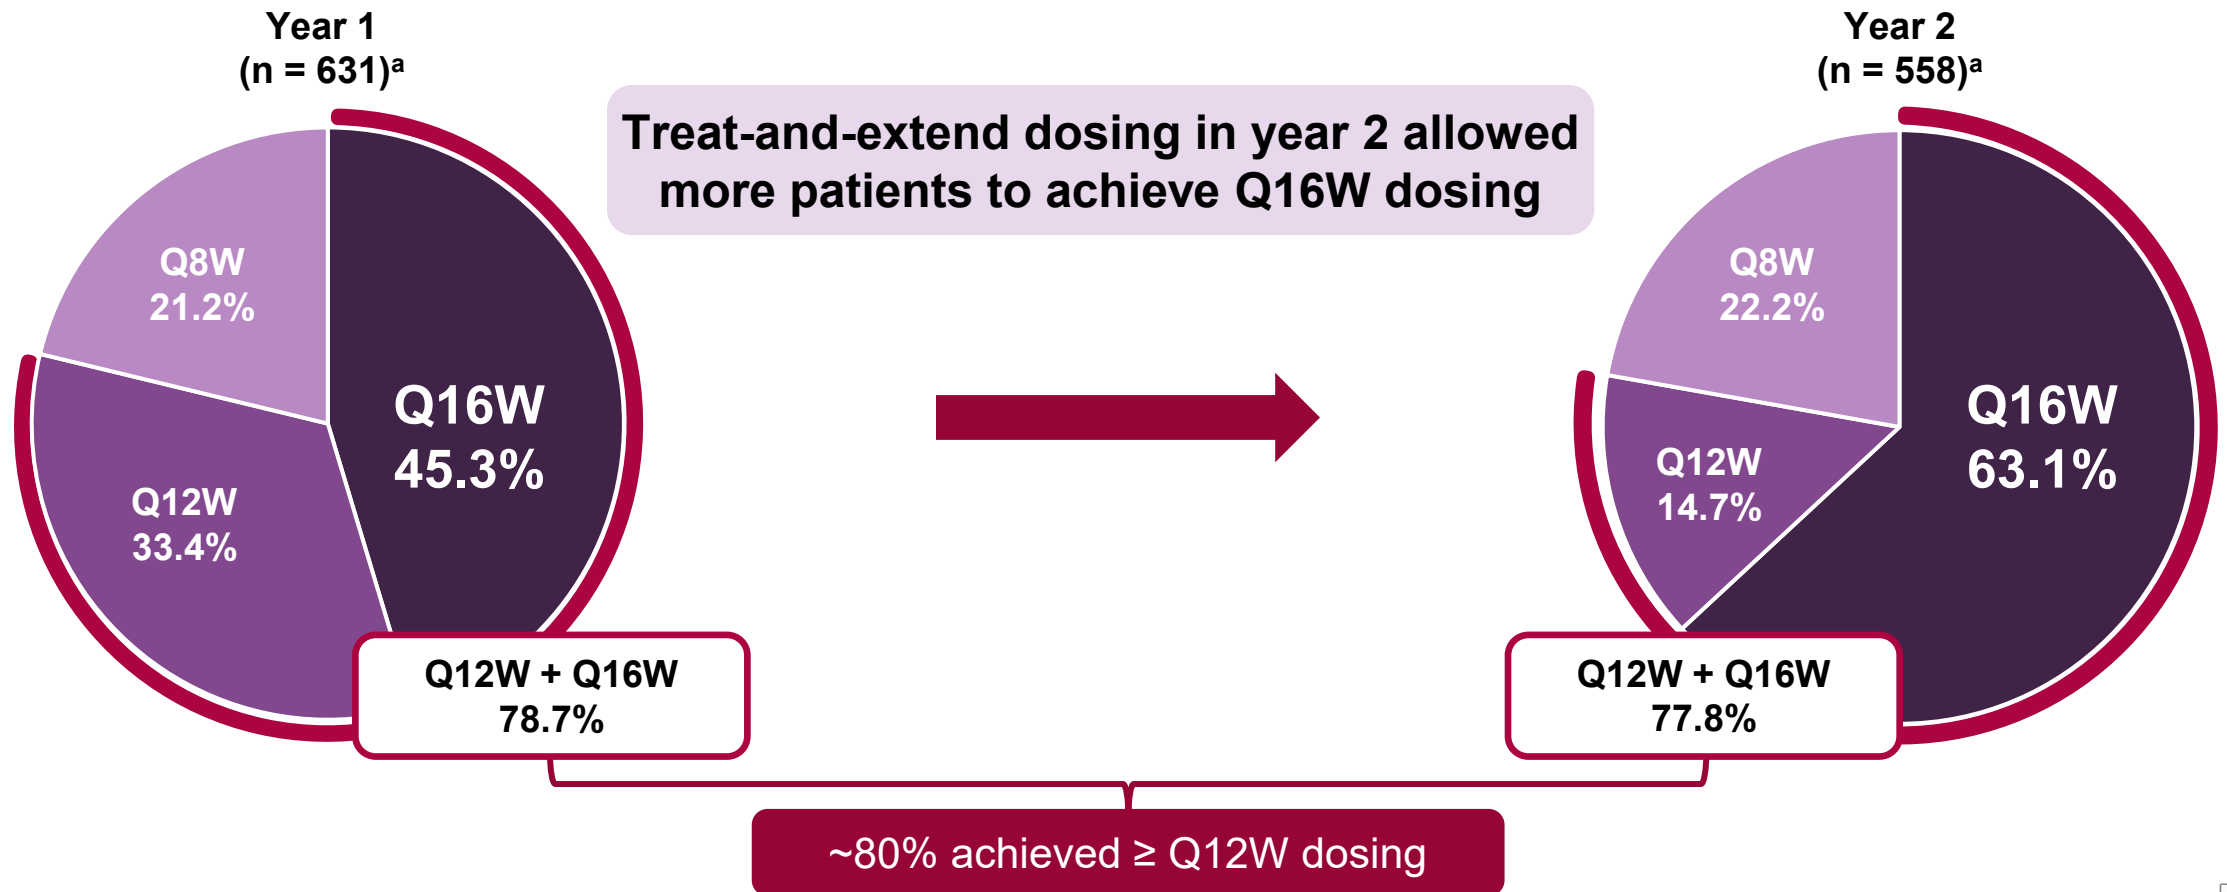 Year 1
(n = 631)ᵃ
Year 2
(n = 558)ᵃ
Treat-and-extend dosing in year 2 allowed
more patients to achieve Q16W dosing
Q8W
21.2%
Q16W
45.3%
Q12W
33.4%
Q12W + Q16W
78.7%
Q8W
22.2%
Q16W
63.1%
Q12W
14.7%
Q12W + Q16W
77.8%
~80% achieved ≥ Q12W dosing